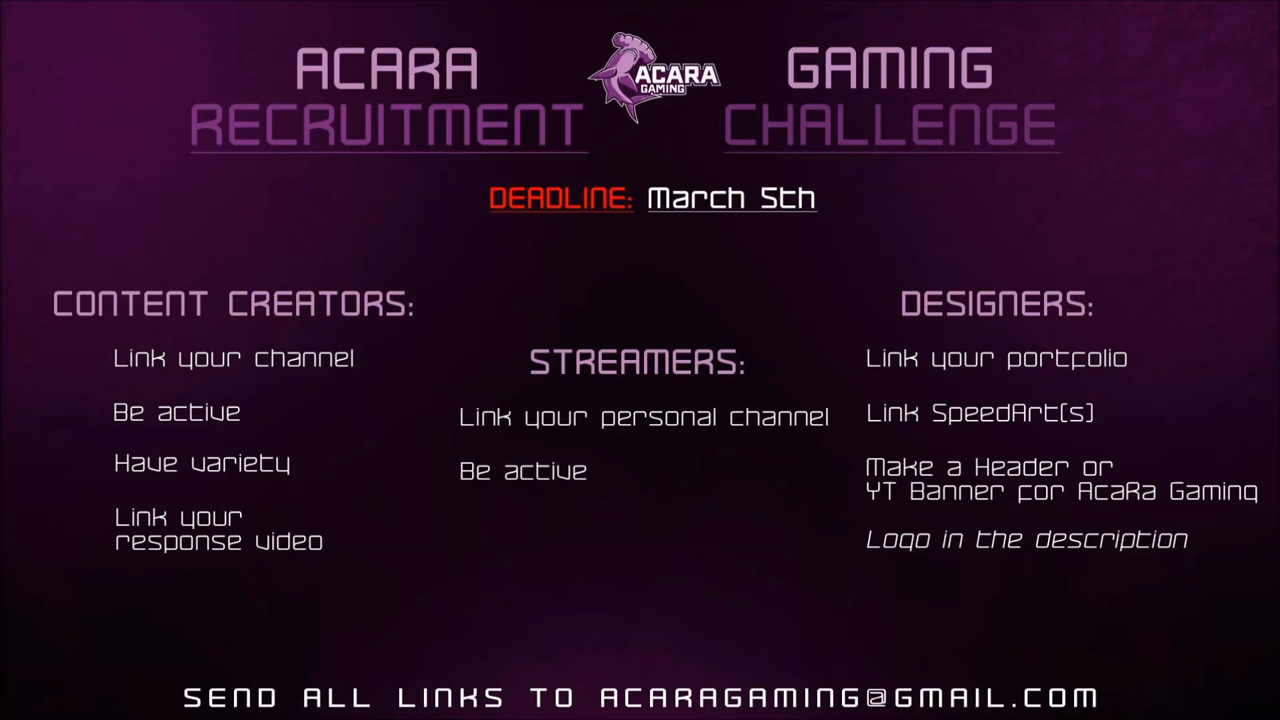 ACARA GAMING
RECRUITMENT CHALLENGE
ACARA
GAMING
DEADLINE: March 5th
CONTENT CREATORS:
Link your channel
Be active
Have variety
Link your
response video
STREAMERS:
Link your personal channel
Be active
DESIGNERS:
Link your portfolio
Link SpeedArt(s)
Make a Header or
YT Banner for AcaRa Gaming
Logo in the description
SEND ALL LINKS TO ACARAGAMING@GMAIL.COM